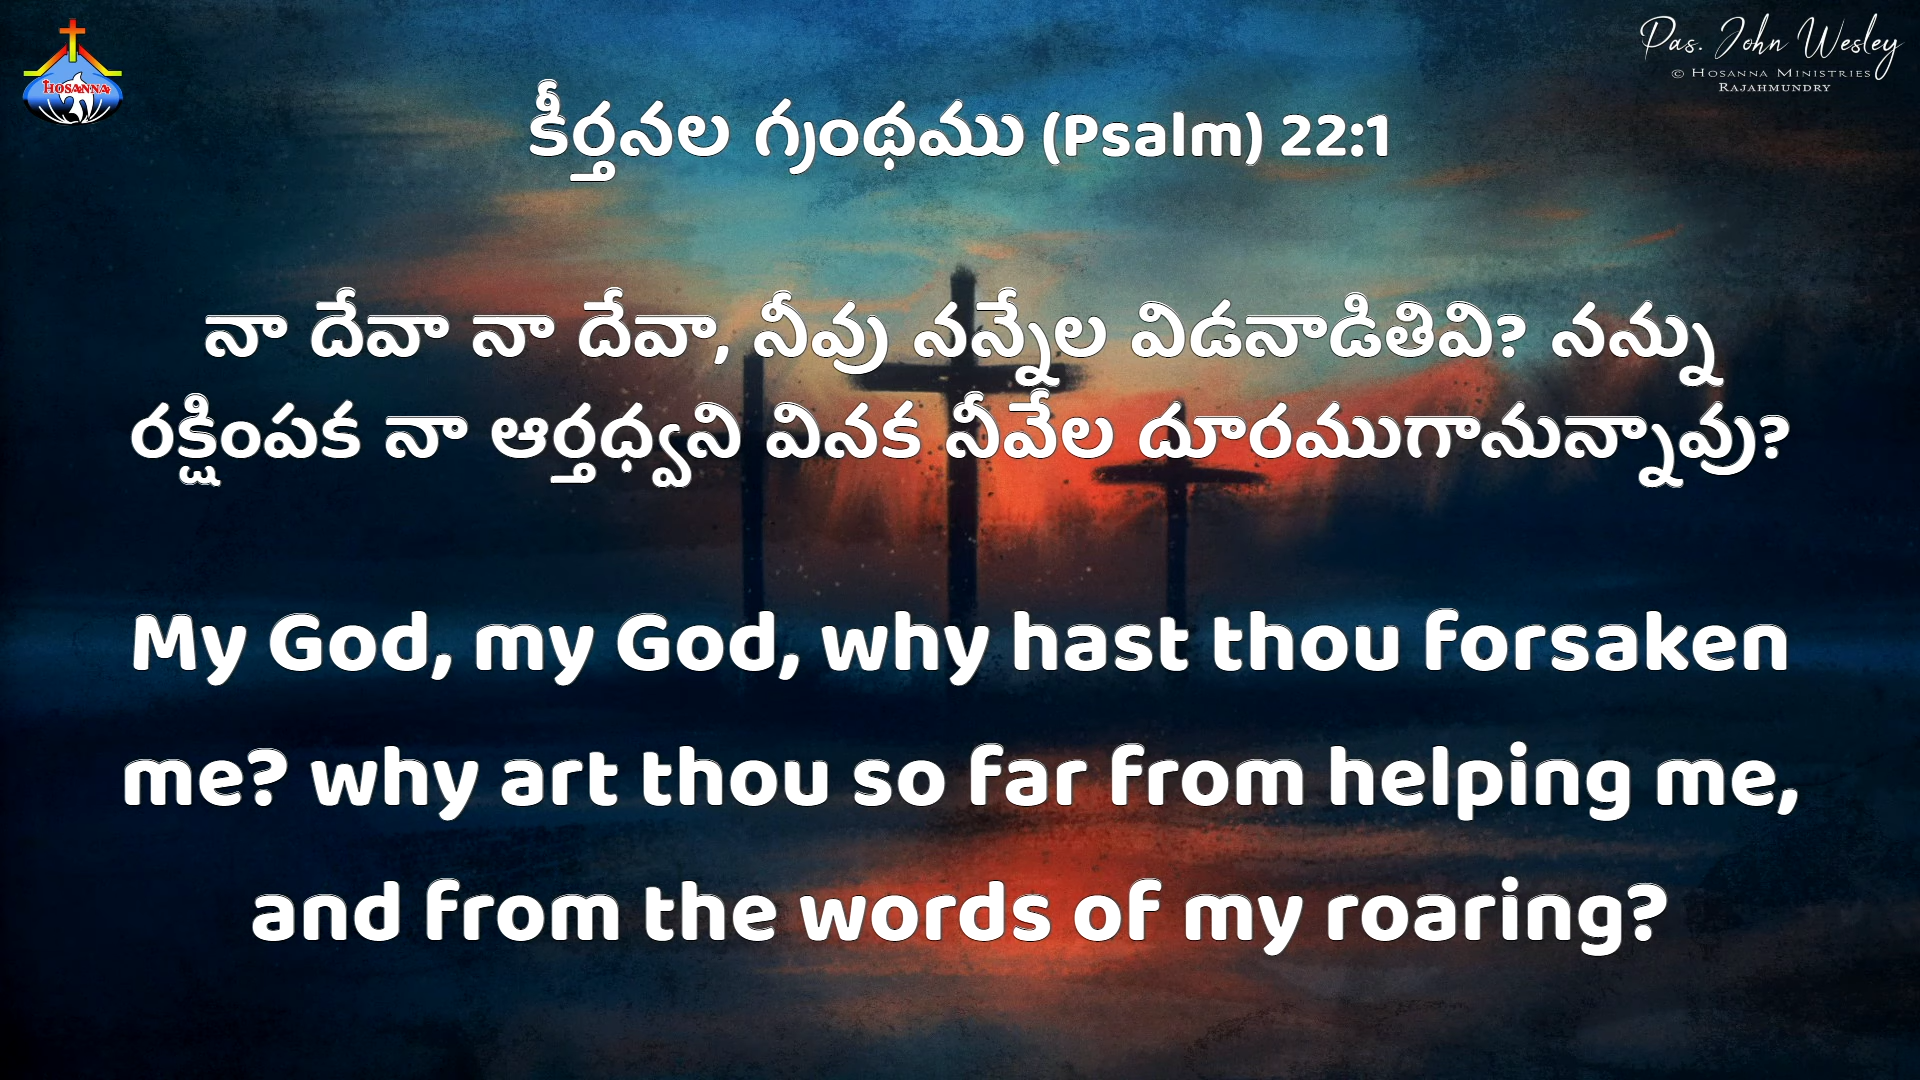 HOSANNA
Pas. John Wesley
© HOSANNA MINISTRIES
RAJAHMUNDRY
కీర్తనల గ్రంథము (Psalm) 22:1
నా దేవా నా దేవా, నీవు నన్నేల విడనాడితివి? నన్ను
రక్షింపక నా ఆర్తధ్వని వినక నీవేల దూరముగానున్నావు?
My God, my God, why hast thou forsaken
me? why art thou so far from helping me,
and from the words of my roaring?